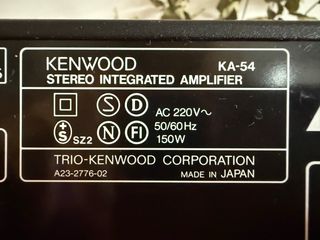 KENWOOD KA-54
STEREO INTEGRATED AMPLIFIER
S D AC 220V~
50/60Hz
S SZ2 N FI 150W
TRIO-KENWOOD CORPORATION
A23-2776-02 MADE IN JAPAN